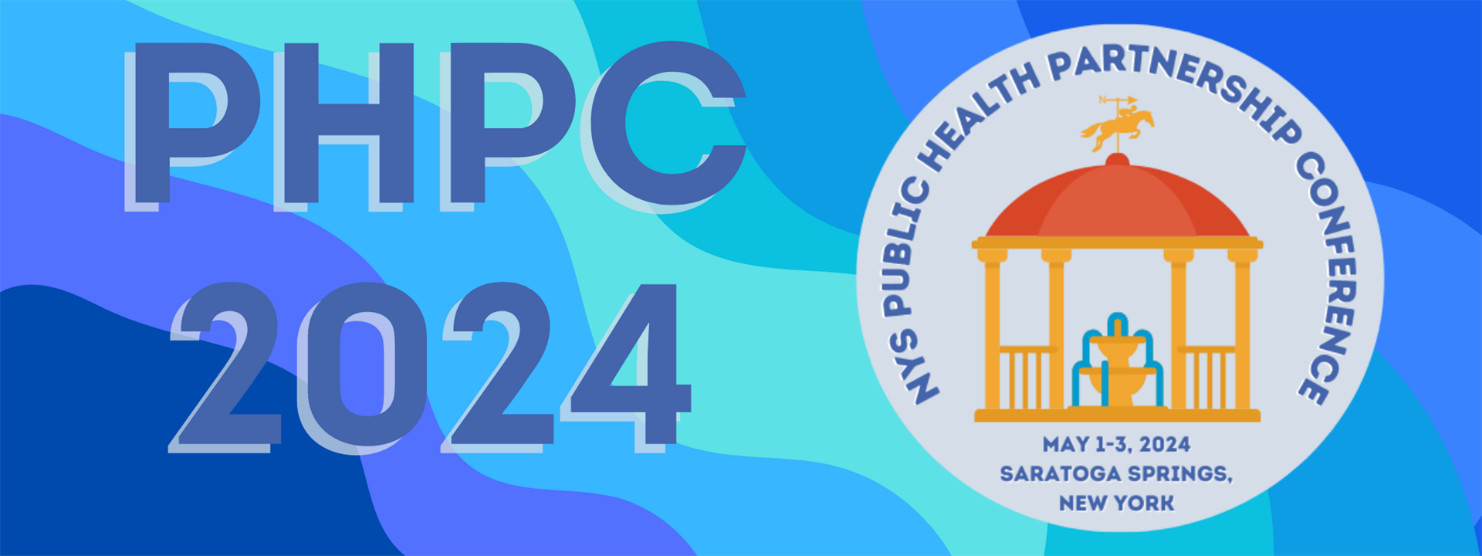 PHPC
2024
NYS PUBLIC HEALTH PARTNERSHIP CONFERENCE
N
MAY 1-3, 2024
SARATOGA SPRINGS,
NEW YORK